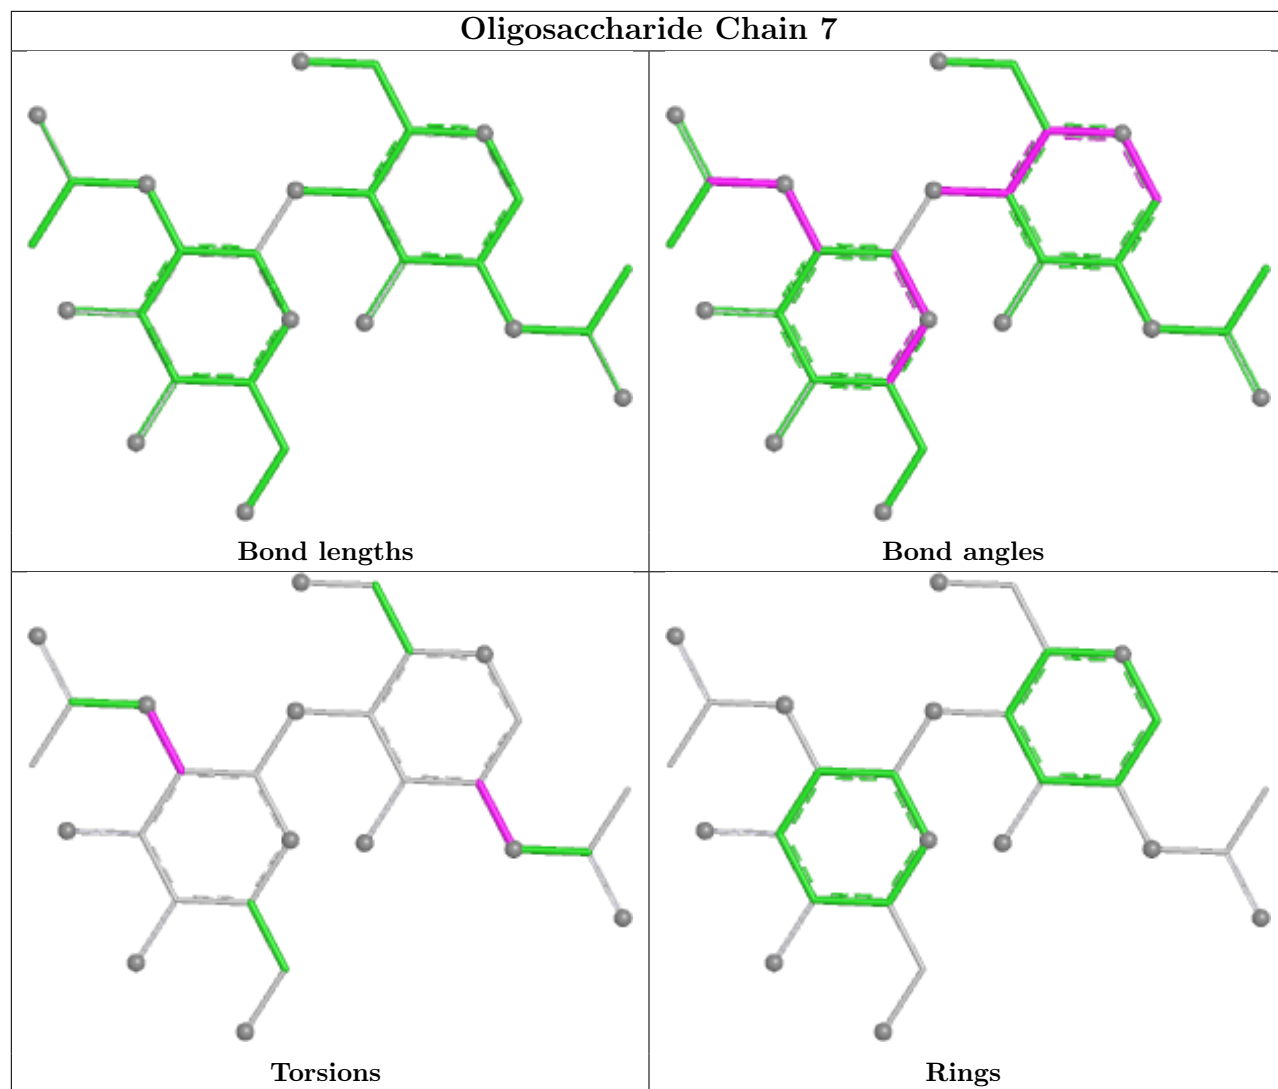 Oligosaccharide Chain 7
Bond lengths
Bond angles
Torsions
Rings